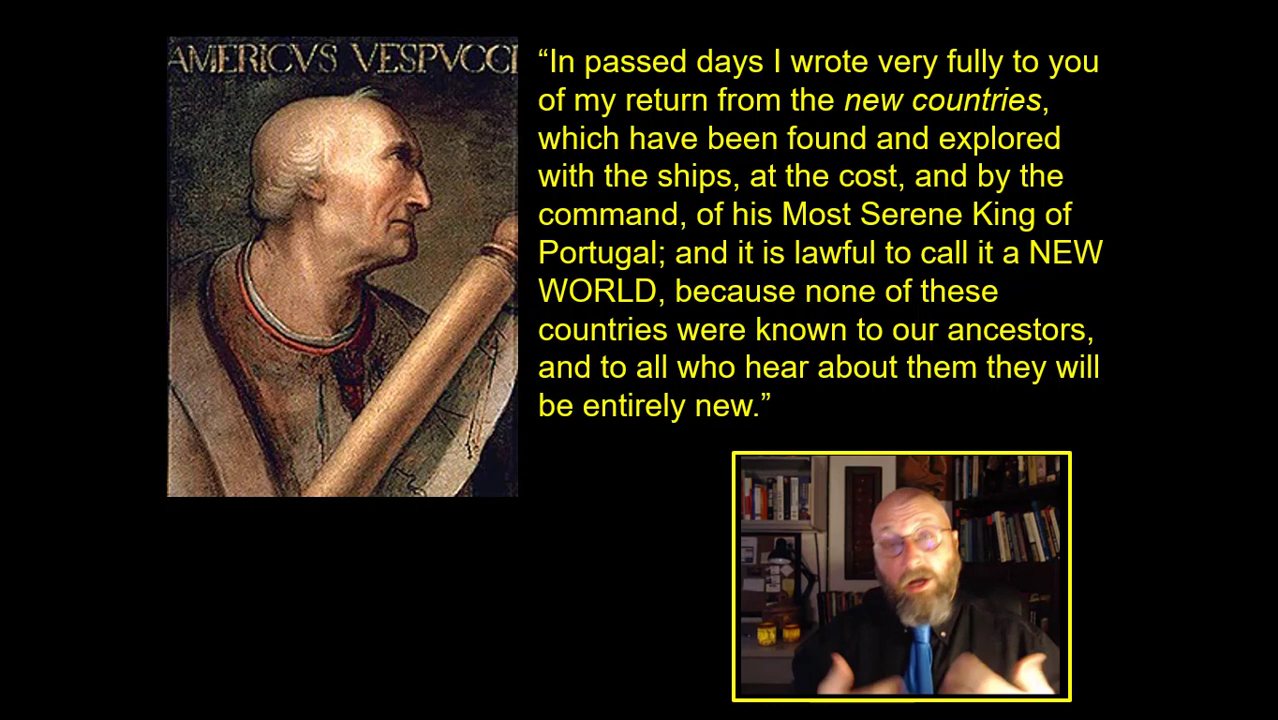 AMERICVS VESPVCCI
“In passed days I wrote very fully to you
of my return from the new countries,
which have been found and explored
with the ships, at the cost, and by the
command, of his Most Serene King of
Portugal; and it is lawful to call it a NEW
WORLD, because none of these
countries were known to our ancestors,
and to all who hear about them they will
be entirely new.”